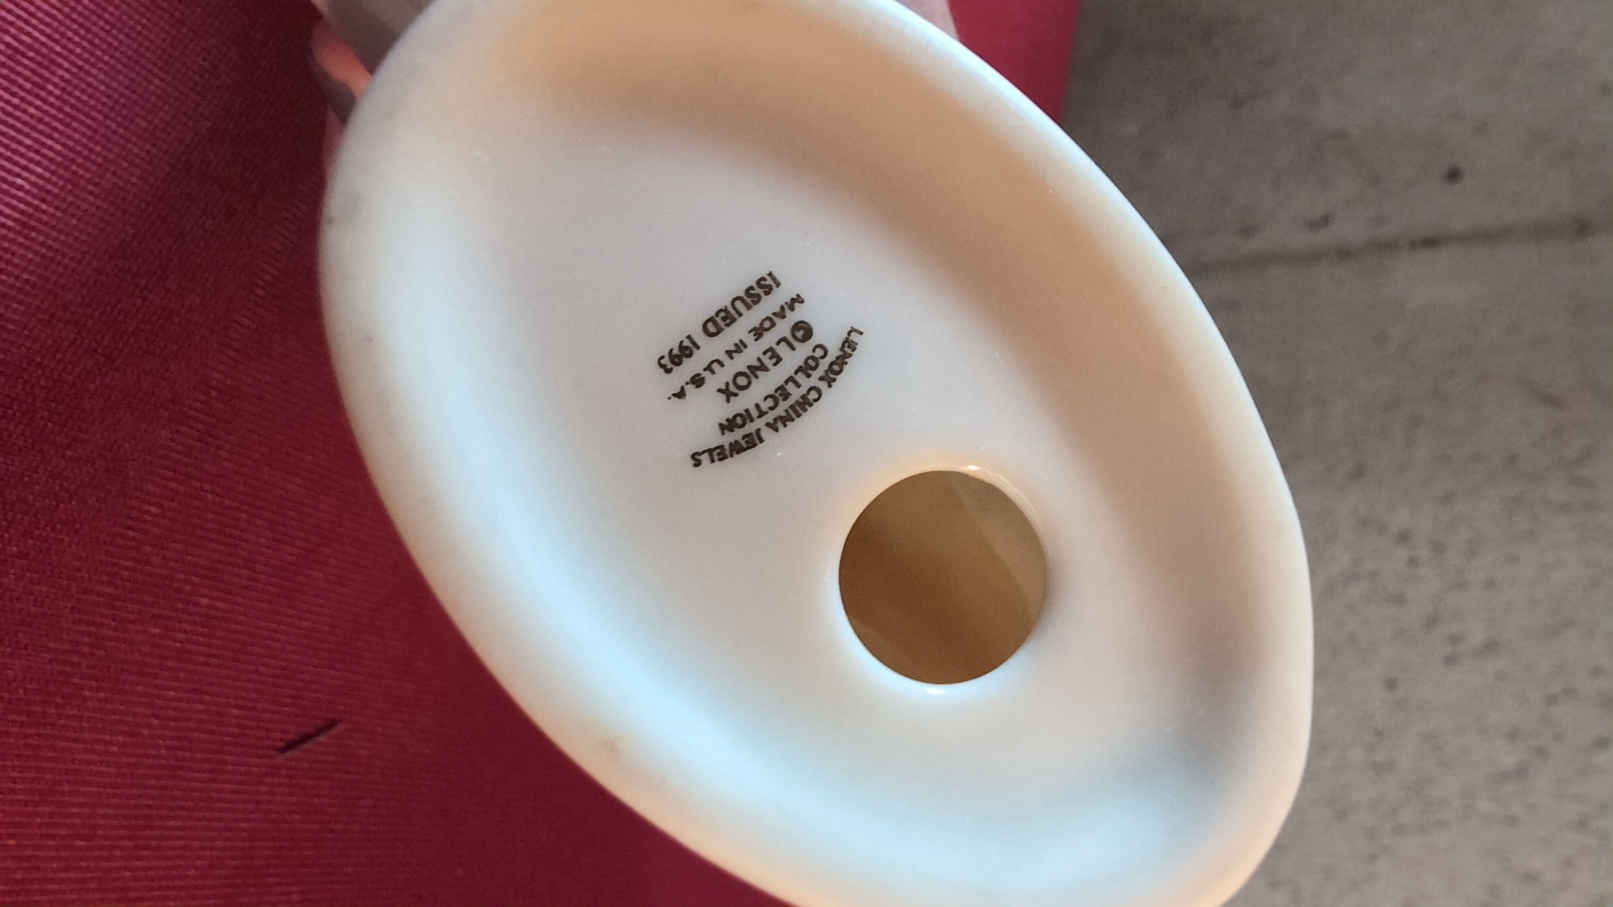 LENOX CHINA JEWELS
COLLECTION
©LENOX
MADE IN U.S.A.
ISSUED 1993